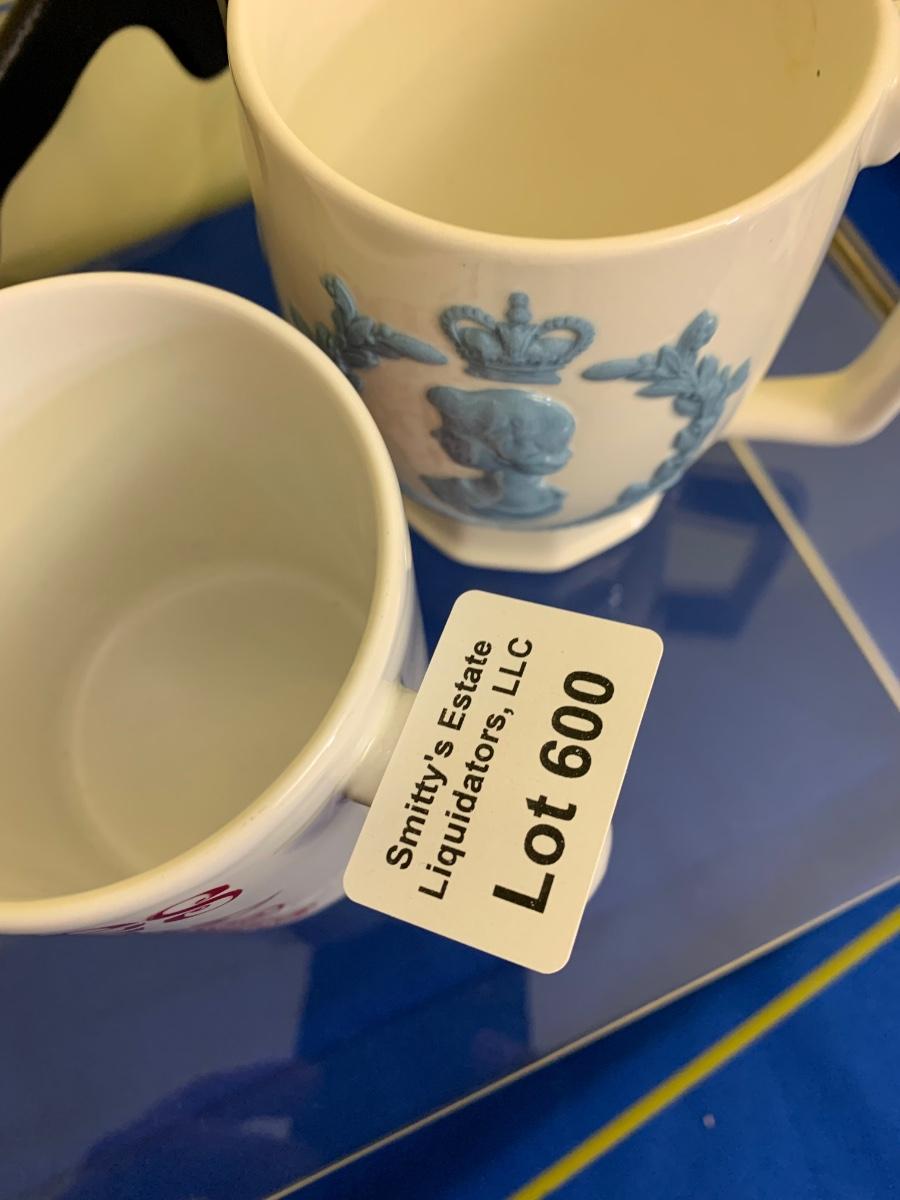 Smitty's Estate
Liquidators, LLC
Lot 600